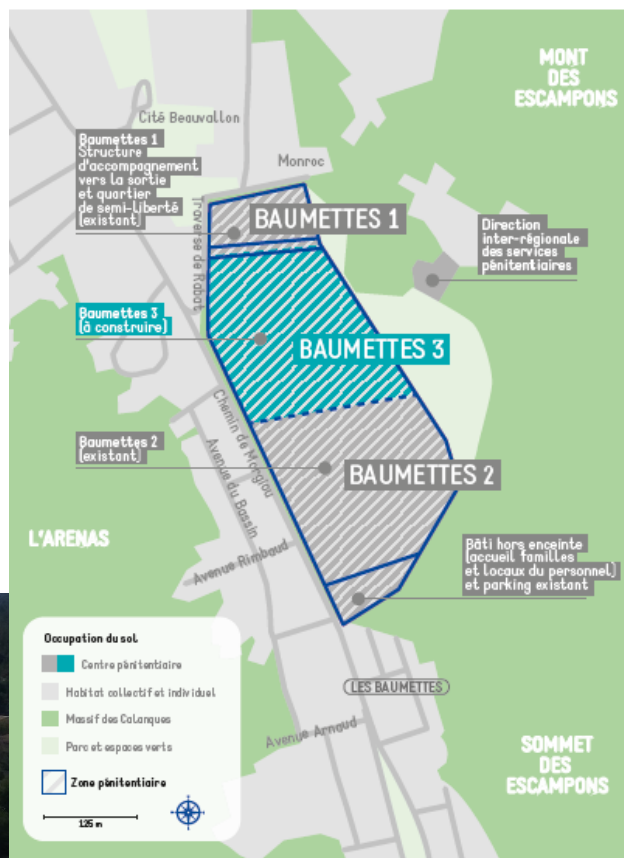 MONT
DES
ESCAMPONS
Cité Beauvallon
Baumettes 1
Structure
d'accompagnement
vers la sortie
et quartier
de semi-liberté
(existant)
Monroc
Traverse de Rabat
BAUMETTES 1
Direction
inter-régionale
des services
pénitentiaires
Baumettes 3
(à construire)
BAUMETTES 3
Chemin de Morgiou
Baumettes 2
(existant)
Avenue du Bassin
BAUMETTES 2
L'ARENAS
Avenue Rimbaud
Bâti hors enceinte
(accueil familles
et locaux du personnel)
et parking existant
Occupation du sol
Centre pénitentiaire
Habitat collectif et individuel
Massif des Calanques
Parc et espaces verts
Zone pénitentiaire
125 m
LES BAUMETTES
Avenue Arnaud
SOMMET
DES
ESCAMPONS